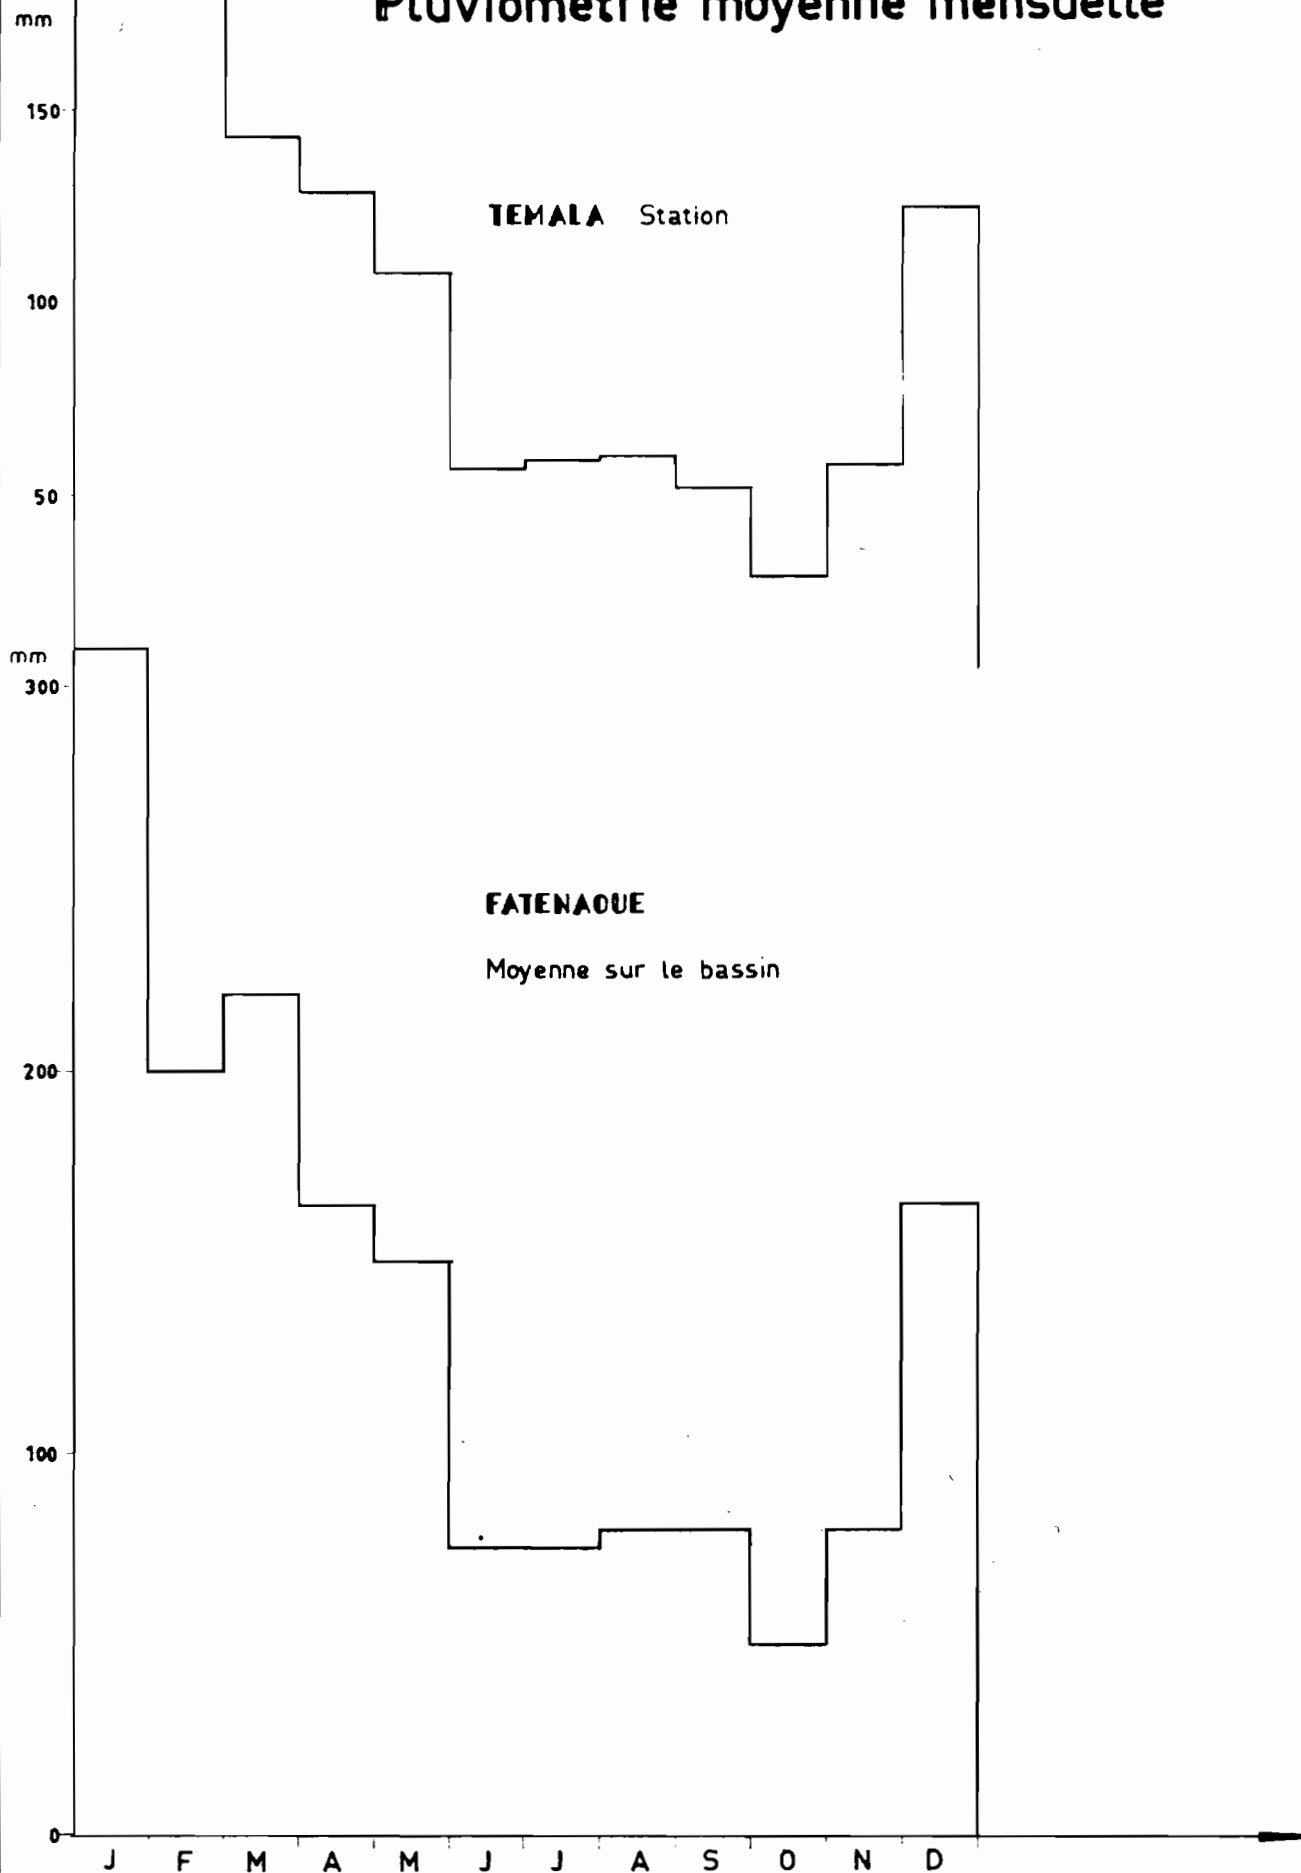 Pluviométrie moyenne mensuelle
mm
150
TEMALA Station
100
50
mm
300
FATENAOUE
Moyenne sur le bassin
200
100
0
J F M A M J J A S O N D